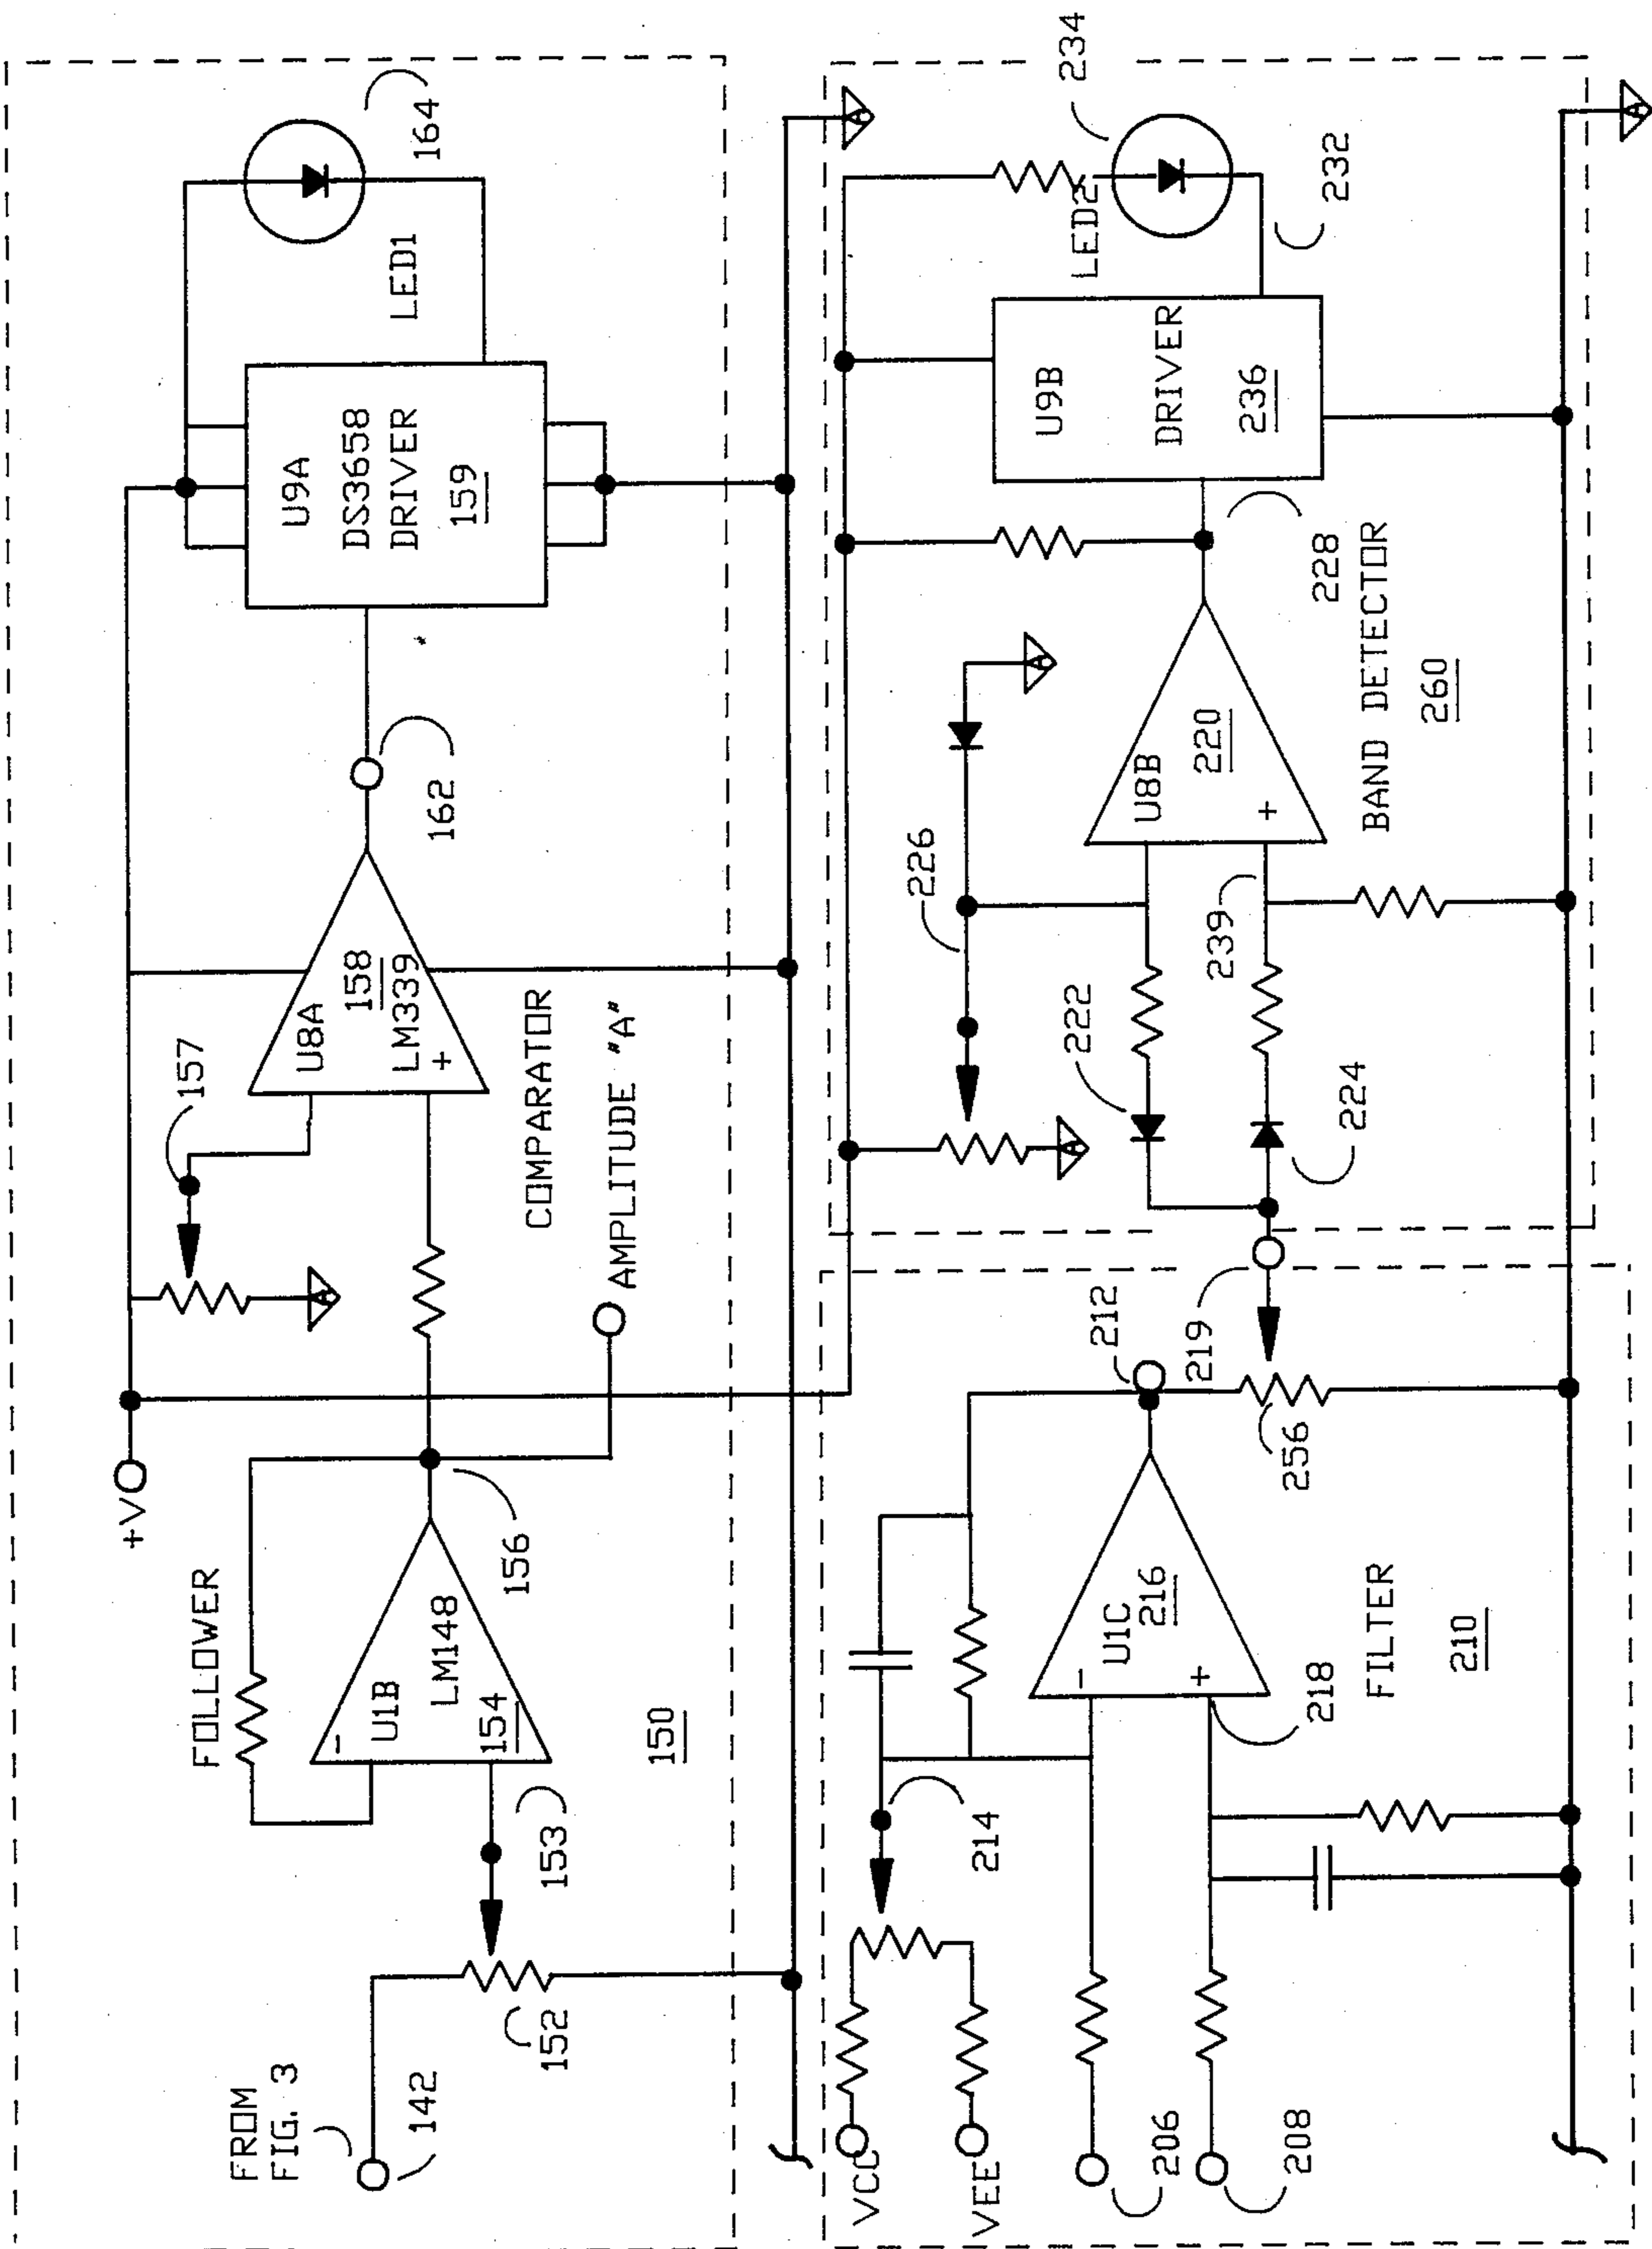 FROM
FIG. 3
142
152
153
FOLLOWER
-
U1B
LM148
154
156
150
+V
157
U8A
158
LM339
+
COMPARATOR
AMPLITUDE "A"
162
U9A
DS3658
DRIVER
159
LED1
164
A
A
VCC
VEE
206
208
214
-
U1C
216
+
218
FILTER
210
212
219
256
222
224
226
239
U8B
220
+
228
BAND DETECTOR
260
U9B
DRIVER
236
LED2
234
232
A
A
A